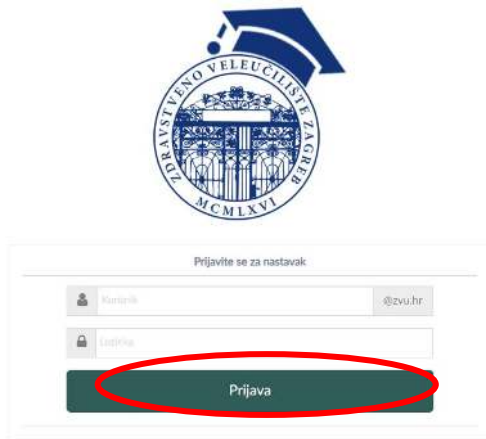 ZDRAVSTVENO VELEUČILIŠTE ZAGREB
MCMLXVI
Prijavite se za nastavak
Korisnik
@zvu.hr
Lozinka
Prijava